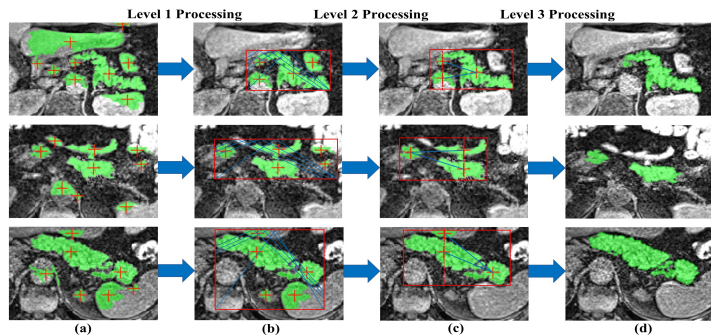 Level 1 Processing Level 2 Processing Level 3 Processing
(a) (b) (c) (d)